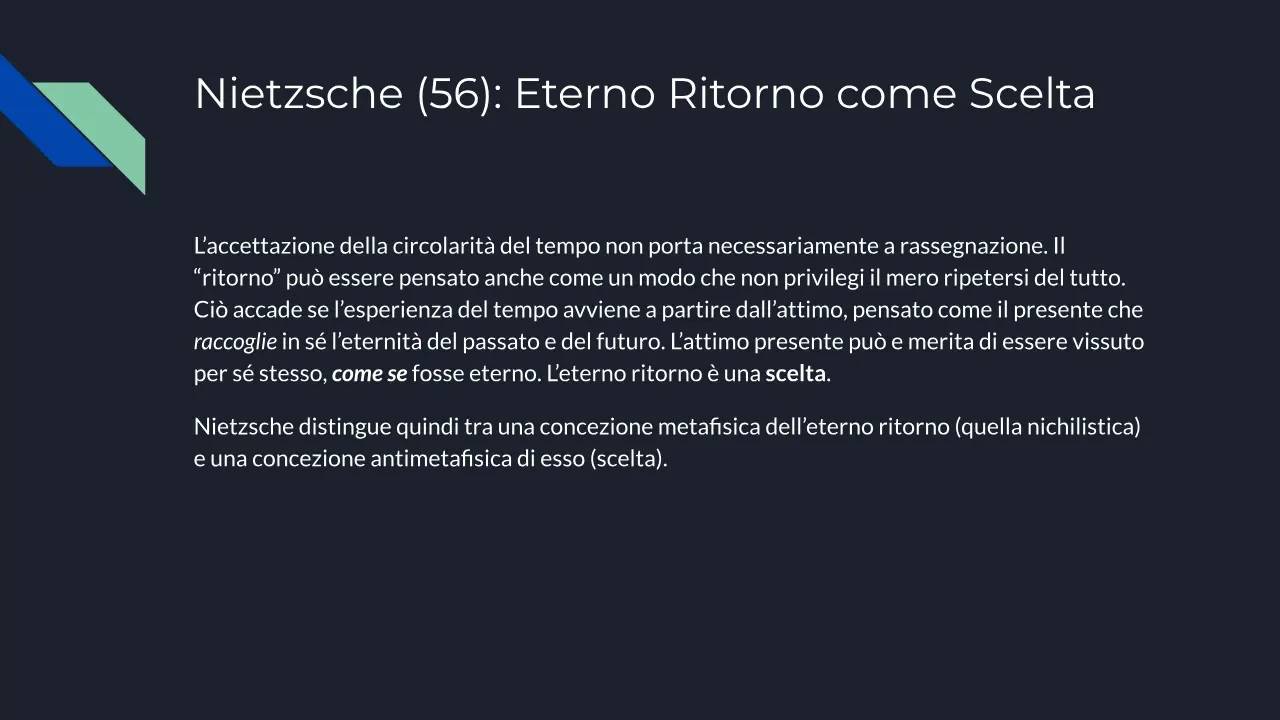 Nietzsche (56): Eterno Ritorno come Scelta
L’accettazione della circolarità del tempo non porta necessariamente a rassegnazione. Il
“ritorno” può essere pensato anche come un modo che non privilegi il mero ripetersi del tutto.
Ciò accade se l’esperienza del tempo avviene a partire dall’attimo, pensato come il presente che
raccoglie in sé l’eternità del passato e del futuro. L’attimo presente può e merita di essere vissuto
per sé stesso, come se fosse eterno. L’eterno ritorno è una scelta.
Nietzsche distingue quindi tra una concezione metafisica dell’eterno ritorno (quella nichilistica)
e una concezione antimetafisica di esso (scelta).